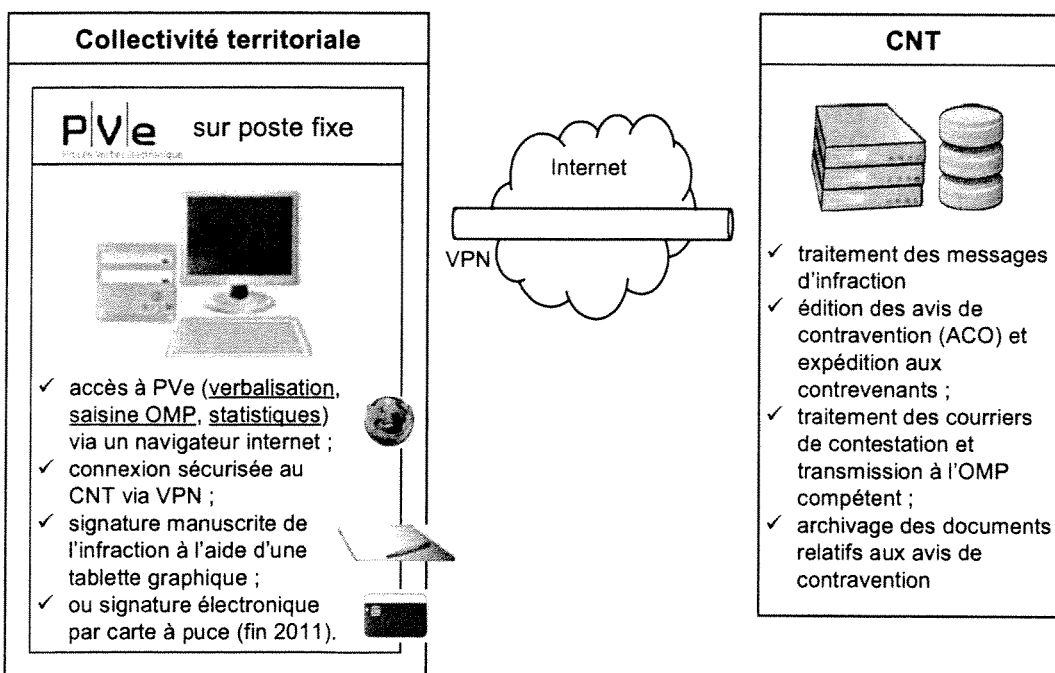 Collectivité territoriale
PVe sur poste fixe
✓ accès à PVe (verbalisation,
saisine OMP, statistiques)
via un navigateur internet ;
✓ connexion sécurisée au
CNT via VPN ;
✓ signature manuscrite de
l'infraction à l'aide d'une
tablette graphique ;
✓ ou signature électronique
par carte à puce (fin 2011).
Internet
VPN
CNT
✓ traitement des messages
d'infraction
✓ édition des avis de
contravention (ACO) et
expédition aux
contrevenants ;
✓ traitement des courriers
de contestation et
transmission à l'OMP
compétent ;
✓ archivage des documents
relatifs aux avis de
contravention